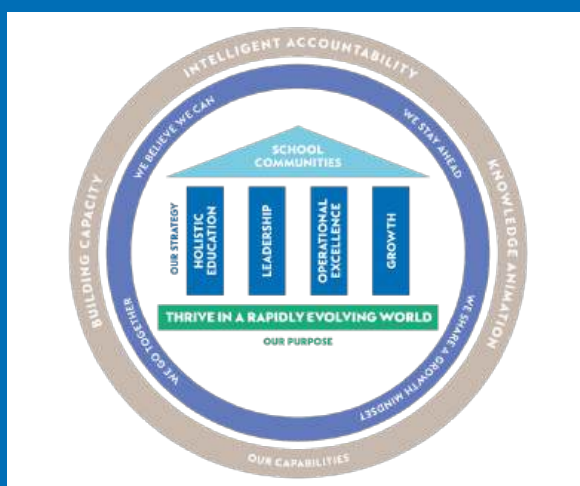 INTELLIGENT ACCOUNTABILITY
KNOWLEDGE ANIMATION
BUILDING CAPACITY
OUR CAPABILITIES
WE BELIEVE WE CAN
WE STAY AHEAD
WE GO TOGETHER
WE SHARE A GROWTH MINDSET
SCHOOL
COMMUNITIES
OUR STRATEGY
HOLISTIC
EDUCATION
LEADERSHIP
OPERATIONAL
EXCELLENCE
GROWTH
THRIVE IN A RAPIDLY EVOLVING WORLD
OUR PURPOSE